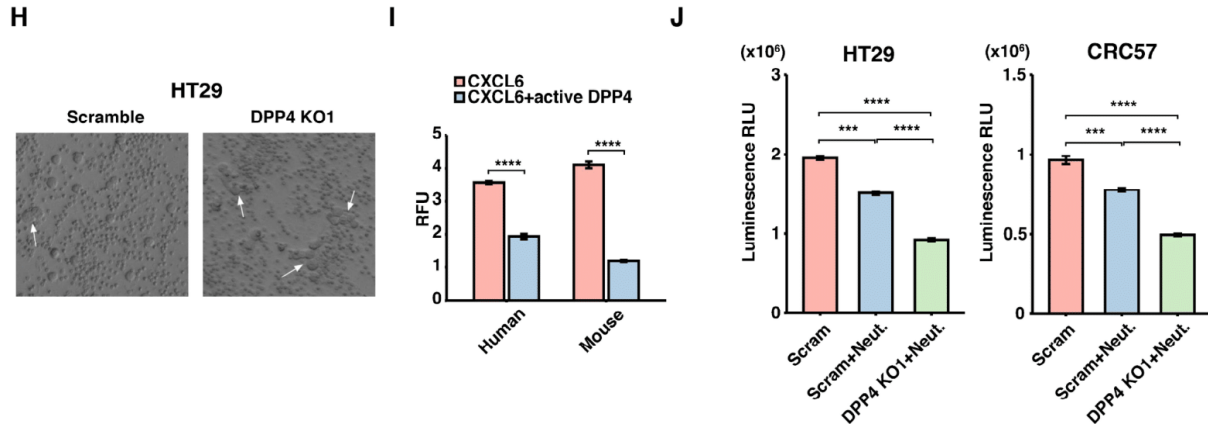 H
HT29
Scramble
DPP4 KO1
I
CXCL6
CXCL6+active DPP4
RFU
5
4
3
2
1
0
****
****
Human
Mouse
J
(x10⁶)
HT29
Luminescence RLU
3
2
1
0
****
***
****
Scram
Scram+Neut.
DPP4 KO1+Neut.
(x10⁶)
CRC57
Luminescence RLU
1.5
1
0.5
0
****
***
****
Scram
Scram+Neut.
DPP4 KO1+Neut.